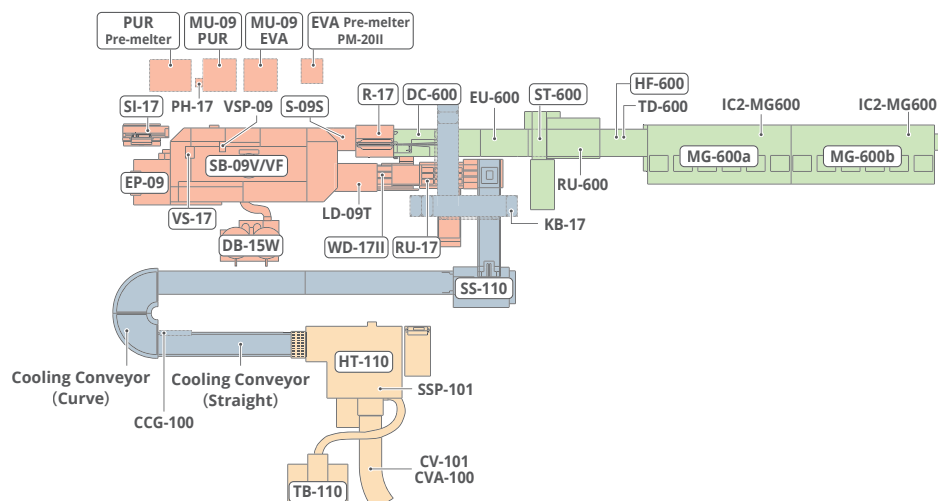 PUR
Pre-melter
MU-09
PUR
MU-09
EVA
EVA Pre-melter
PM-20II
SI-17
PH-17
VSP-09
S-09S
R-17
DC-600
EU-600
ST-600
HF-600
TD-600
IC2-MG600
IC2-MG600
EP-09
SB-09V/VF
MG-600a
MG-600b
RU-600
VS-17
LD-09T
KB-17
DB-15W
WD-17II
RU-17
SS-110
Cooling Conveyor
(Curve)
Cooling Conveyor
(Straight)
HT-110
SSP-101
CCG-100
CV-101
CVA-100
TB-110